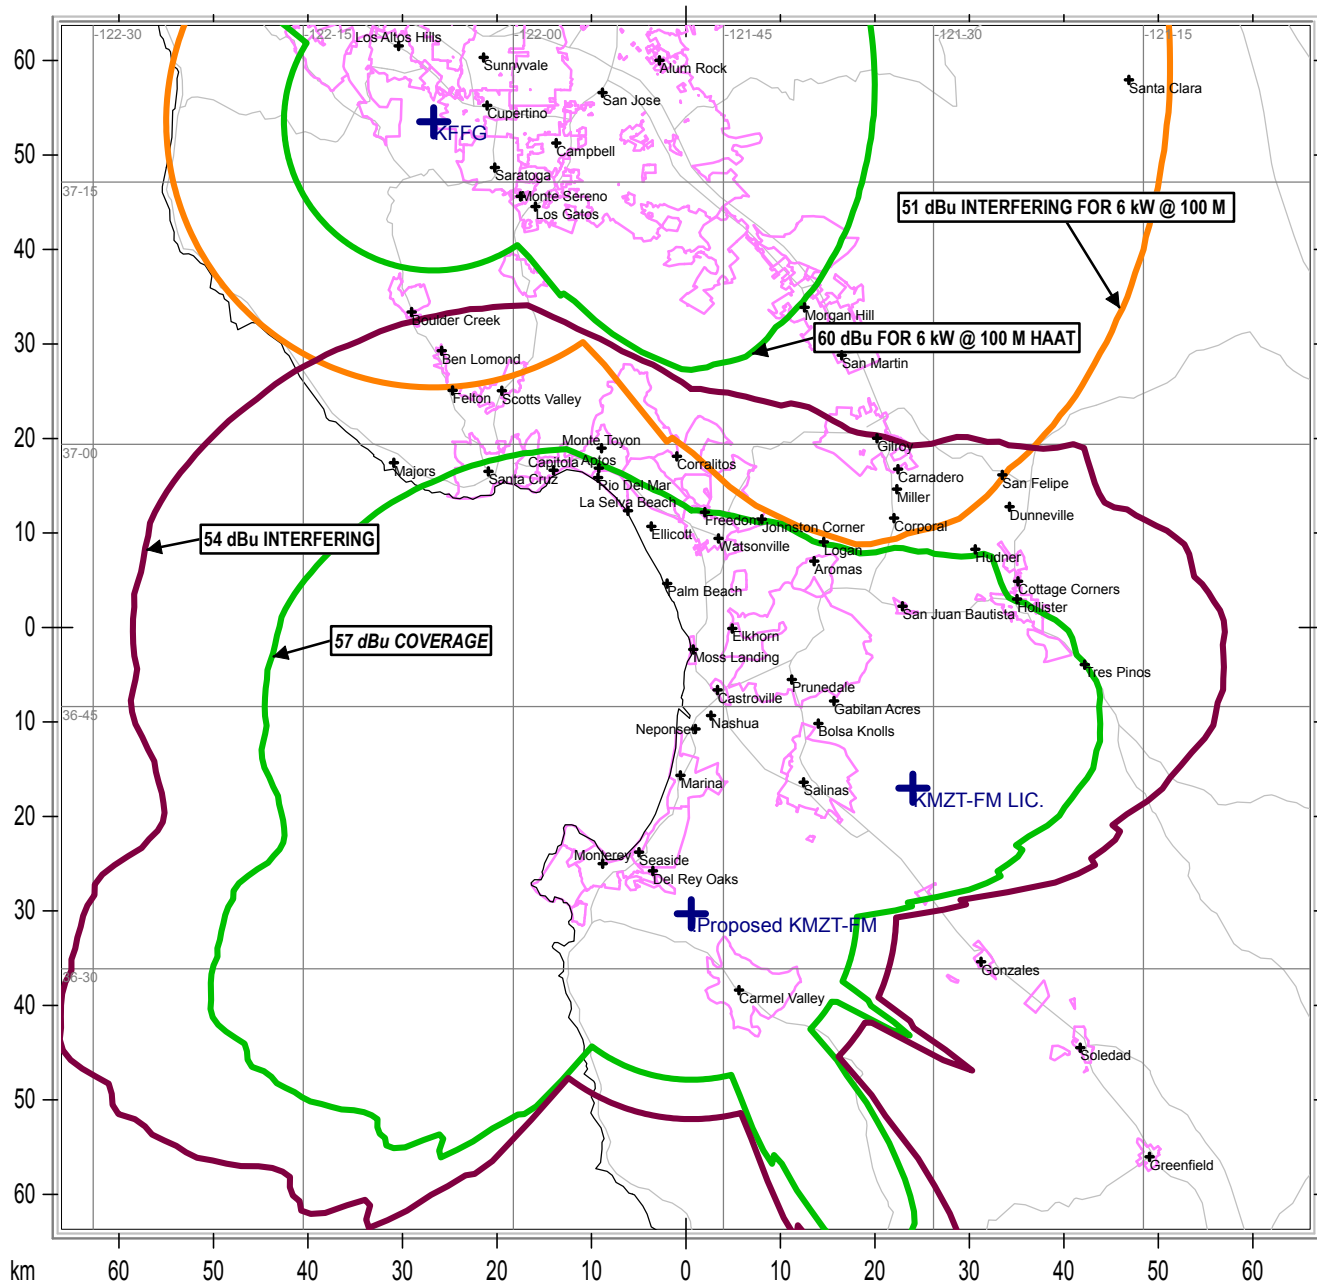 -122-30
-122-15
-122-00
-121-45
-121-30
-121-15
Los Altos Hills
Sunnyvale
Alum Rock
Santa Clara
San Jose
Cupertino
KFFG
Campbell
Saratoga
37-15
Monte Sereno
Los Gatos
51 dBu INTERFERING FOR 6 kW @ 100 M
Morgan Hill
Boulder Creek
60 dBu FOR 6 kW @ 100 M HAAT
Ben Lomond
San Martin
Felton
Scotts Valley
Monte Toyon
Gilroy
37-00
Corralitos
Capitola
Aptos
Majors
Santa Cruz
Rio Del Mar
Carnadero
San Felipe
Miller
La Selva Beach
Dunneville
Freedom
Johnston Corner
Corporal
Ellicott
54 dBu INTERFERING
Watsonville
Logan
Hudner
Aromas
Palm Beach
Cottage Corners
San Juan Bautista
Hollister
Elkhorn
57 dBu COVERAGE
Moss Landing
Tres Pinos
Prunedale
Castroville
Gabilan Acres
36-45
Nashua
Neponset
Bolsa Knolls
Marina
Salinas
KMZT-FM LIC.
Monterey
Seaside
Del Rey Oaks
Proposed KMZT-FM
36-30
Gonzales
Carmel Valley
Soledad
Greenfield
60
50
40
30
20
10
0
10
20
30
40
50
60
km
60
50
40
30
20
10
0
10
20
30
40
50
60